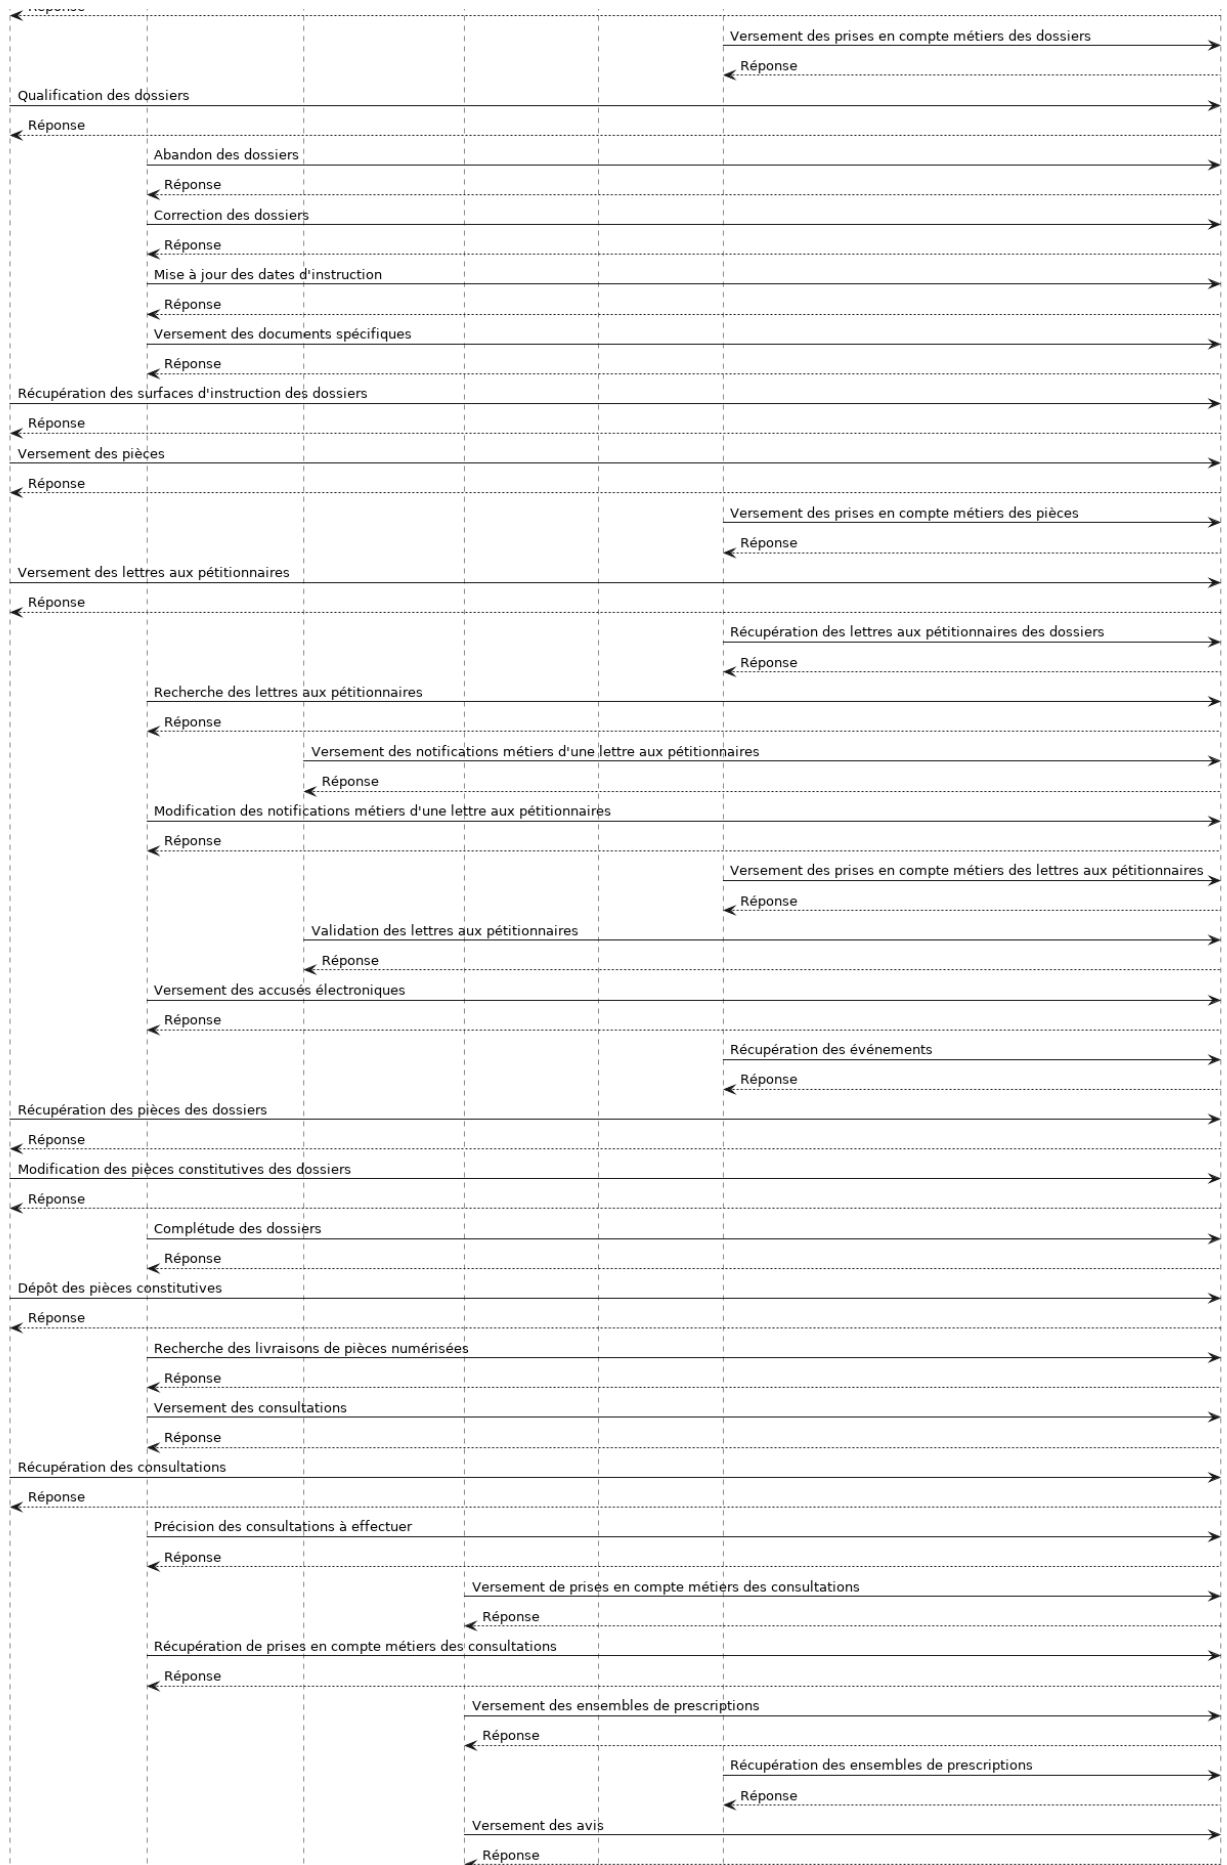 Réponse
Versement des prises en compte métiers des dossiers
Réponse
Qualification des dossiers
Réponse
Abandon des dossiers
Réponse
Correction des dossiers
Réponse
Mise à jour des dates d'instruction
Réponse
Versement des documents spécifiques
Réponse
Récupération des surfaces d'instruction des dossiers
Réponse
Versement des pièces
Réponse
Versement des prises en compte métiers des pièces
Réponse
Versement des lettres aux pétitionnaires
Réponse
Récupération des lettres aux pétitionnaires des dossiers
Réponse
Recherche des lettres aux pétitionnaires
Réponse
Versement des notifications métiers d'une lettre aux pétitionnaires
Réponse
Modification des notifications métiers d'une lettre aux pétitionnaires
Réponse
Versement des prises en compte métiers des lettres aux pétitionnaires
Réponse
Validation des lettres aux pétitionnaires
Réponse
Versement des accusés électroniques
Réponse
Récupération des événements
Réponse
Récupération des pièces des dossiers
Réponse
Modification des pièces constitutives des dossiers
Réponse
Complétude des dossiers
Réponse
Dépôt des pièces constitutives
Réponse
Recherche des livraisons de pièces numérisées
Réponse
Versement des consultations
Réponse
Récupération des consultations
Réponse
Précision des consultations à effectuer
Réponse
Versement de prises en compte métiers des consultations
Réponse
Récupération de prises en compte métiers des consultations
Réponse
Versement des ensembles de prescriptions
Réponse
Récupération des ensembles de prescriptions
Réponse
Versement des avis
Réponse